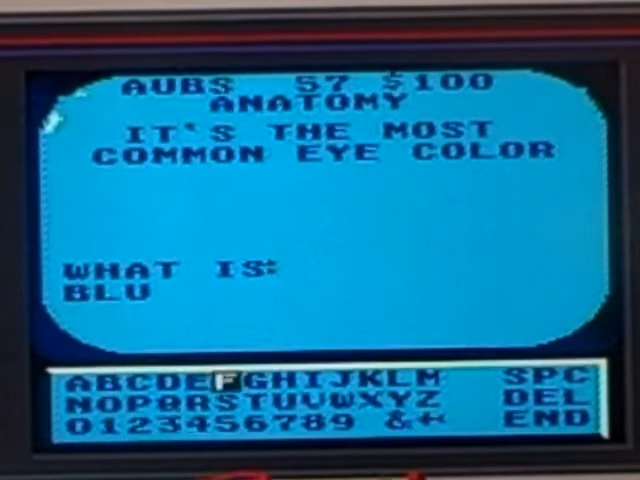 AUBS 57 $100
ANATOMY
IT'S THE MOST
COMMON EYE COLOR
WHAT IS:
BLU
ABCDEFGHIJKLM SPC
NOPQRSTUVWXYZ DEL
0123456789 &← END